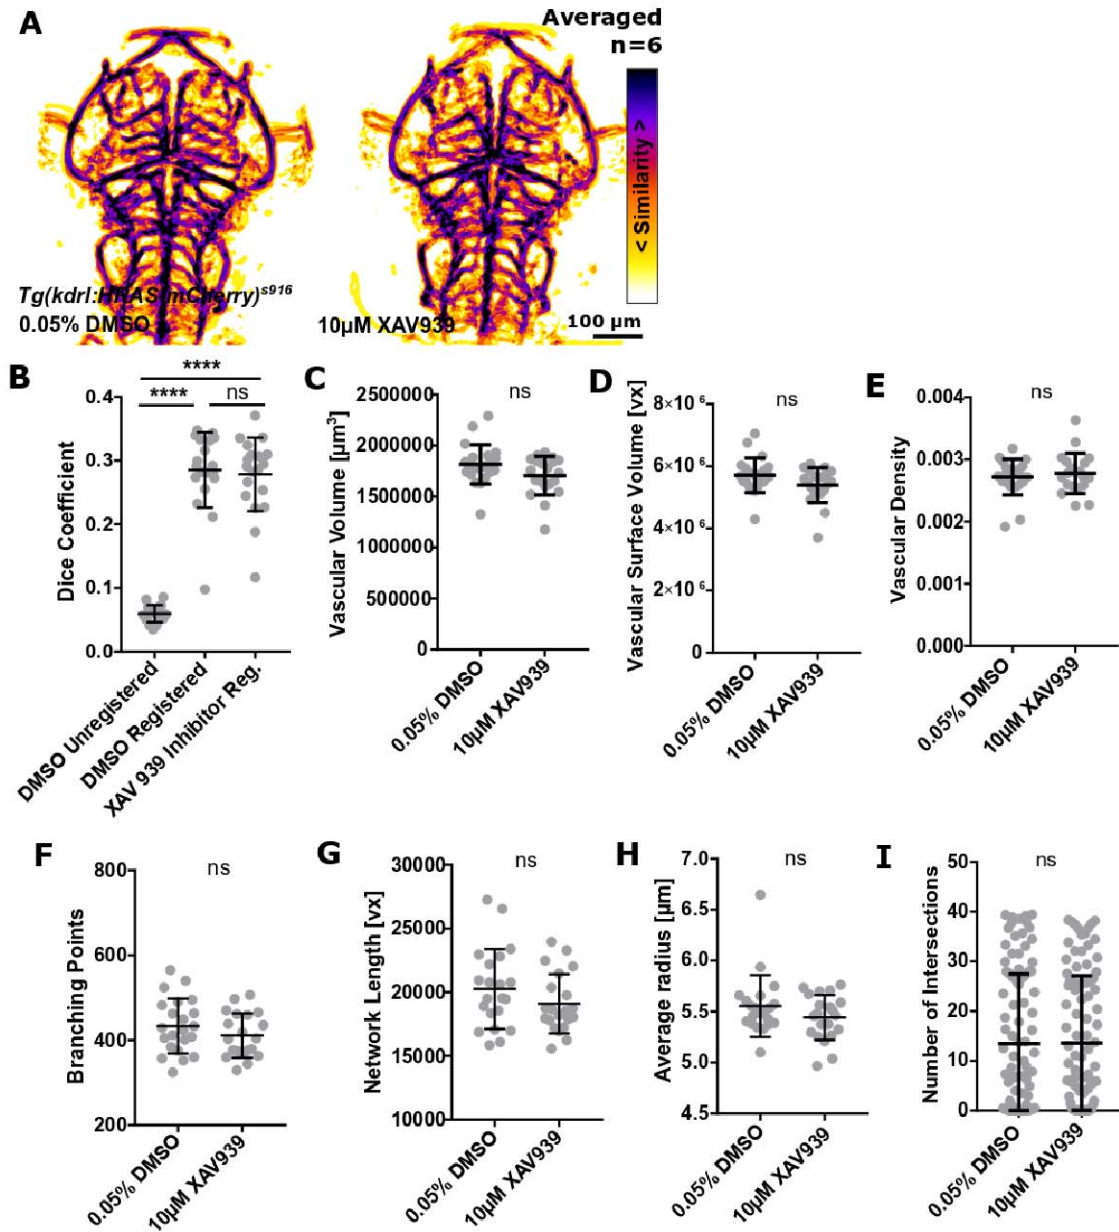 A
Averaged
n=6
< Similarity >
Tg(kdrl:HRAS-mCherry)s916
0.05% DMSO
10µM XAV939
100 µm
B
****
****
ns
Dice Coefficient
0.4
0.3
0.2
0.1
0.0
DMSO Unregistered
DMSO Registered
XAV 939 Inhibitor Reg.
C
ns
Vascular Volume [µm³]
2500000
2000000
1500000
1000000
500000
0
0.05% DMSO
10µM XAV939
D
ns
Vascular Surface Volume [vx]
8×10 ⁶
6×10 ⁶
4×10 ⁶
2×10 ⁶
0
0.05% DMSO
10µM XAV939
E
ns
Vascular Density
0.004
0.003
0.002
0.001
0.000
0.05% DMSO
10µM XAV939
F
ns
Branching Points
800
600
400
200
0.05% DMSO
10µM XAV939
G
ns
Network Length [vx]
30000
25000
20000
15000
10000
0.05% DMSO
10µM XAV939
H
ns
Average radius [µm]
7.0
6.5
6.0
5.5
5.0
4.5
0.05% DMSO
10µM XAV939
I
ns
Number of Intersections
50
40
30
20
10
0
0.05% DMSO
10µM XAV939